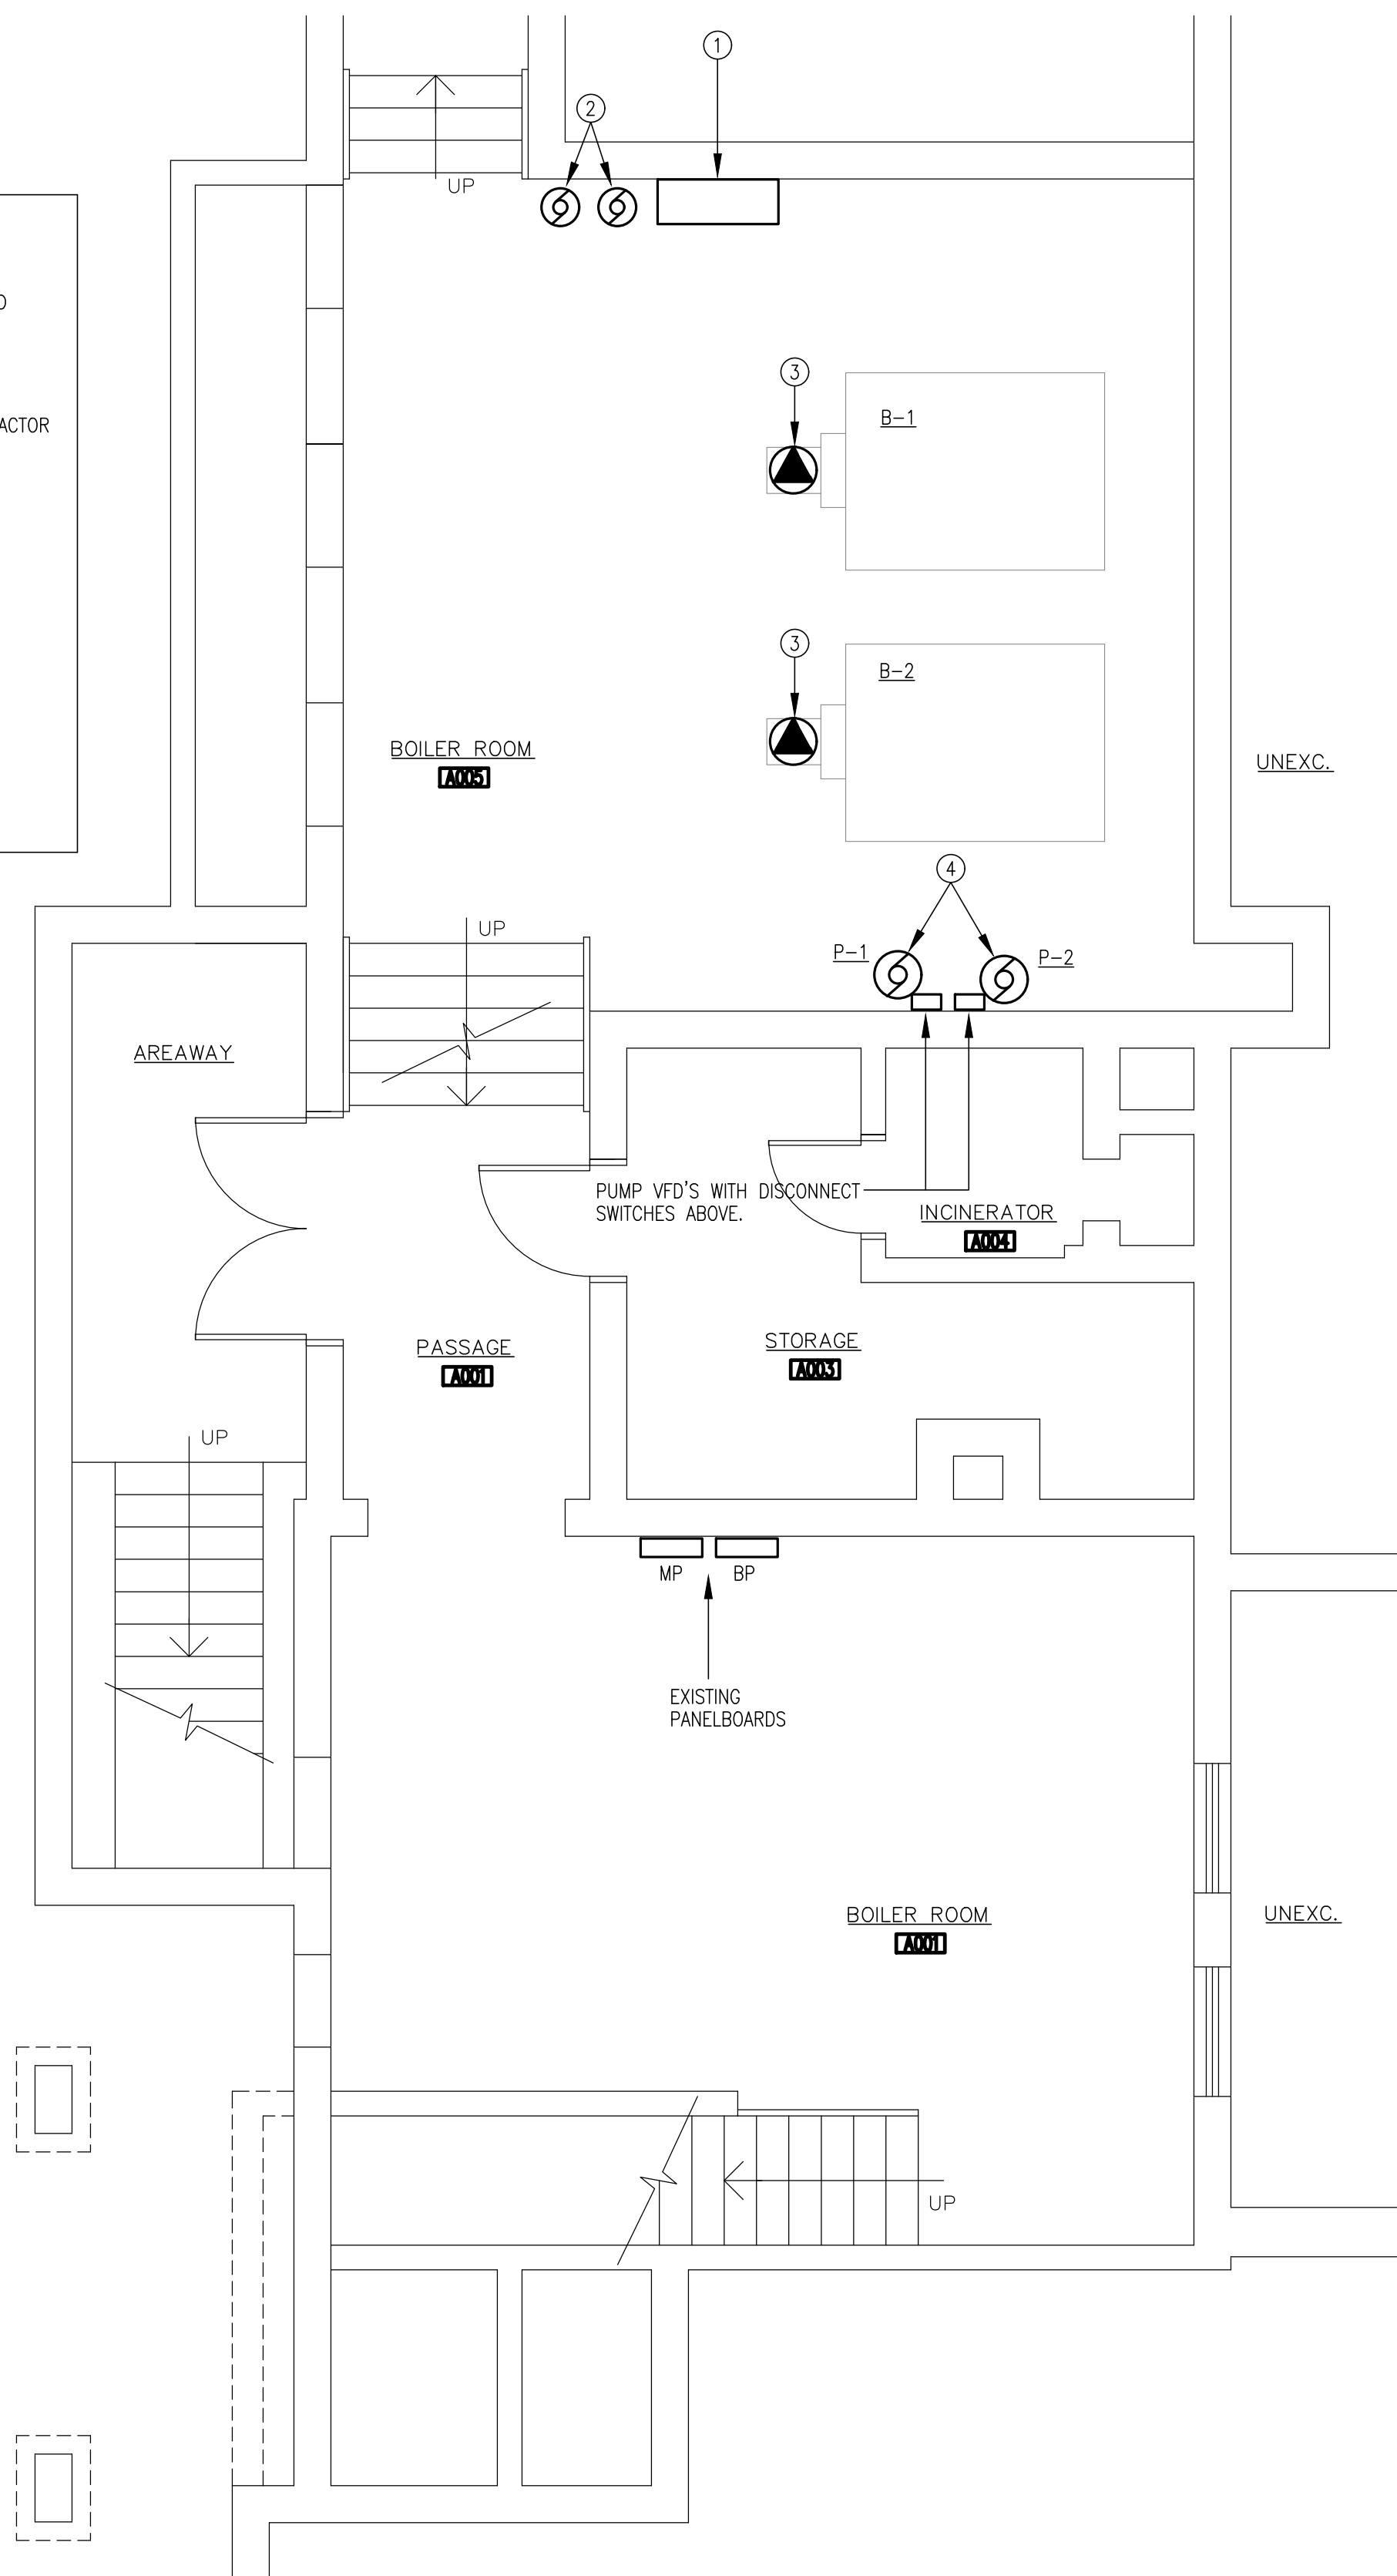 1
2
UP
D
3
B-1
ACTOR
3
B-2
BOILER ROOM
A005
UNEXC.
4
UP
P-1
P-2
AREAWAY
PUMP VFD'S WITH DISCONNECT
SWITCHES ABOVE.
INCINERATOR
A004
PASSAGE
A001
STORAGE
A003
UP
MP
BP
EXISTING
PANELBOARDS
BOILER ROOM
A001
UNEXC.
UP